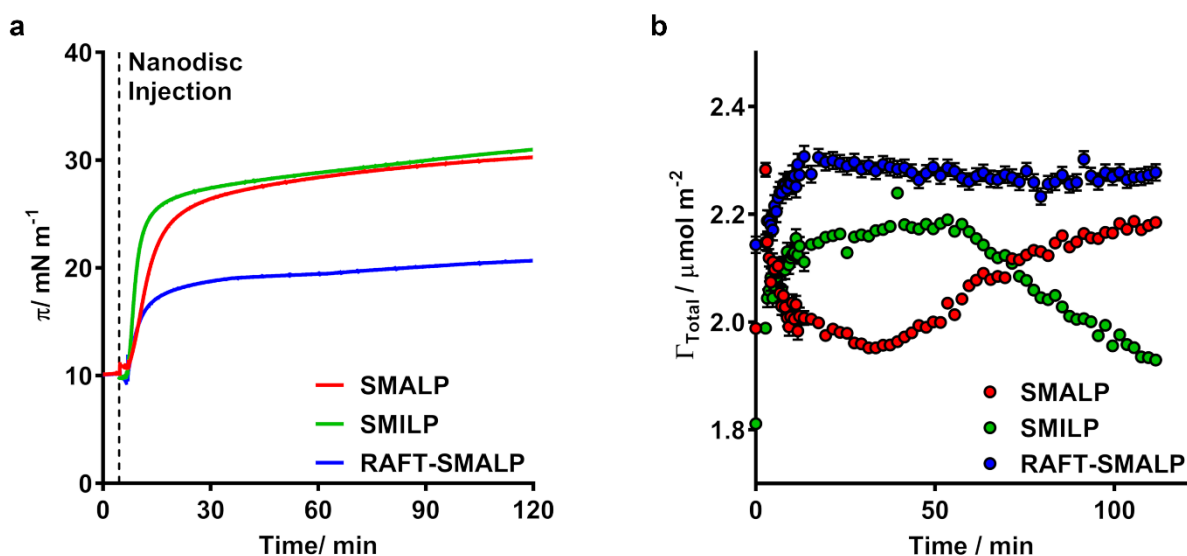 a
40
30
20
10
0
π/ mN m⁻¹
Nanodisc
Injection
SMALP
SMILP
RAFT-SMALP
0 30 60 90 120
Time/ min
b
2.4
2.2
2.0
1.8
Γ_Total / μmol m⁻²
SMALP
SMILP
RAFT-SMALP
0 50 100
Time / min